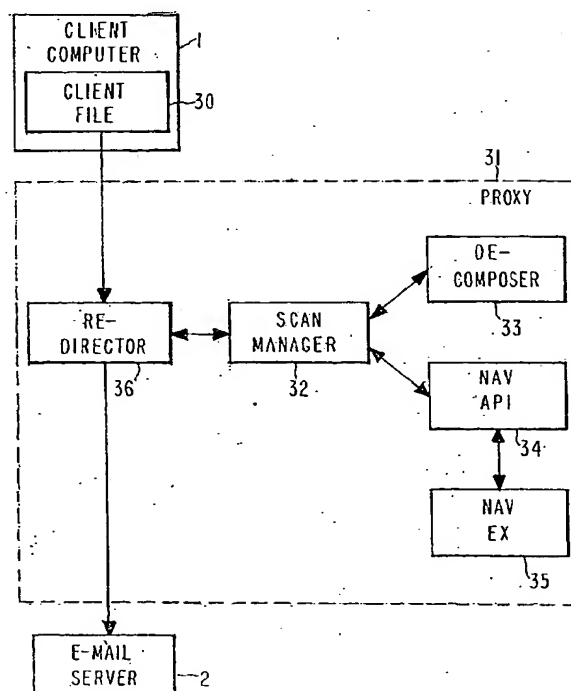 CLIENT
COMPUTER
1
CLIENT
FILE
30
31
PROXY
DE-
COMPOSER
33
RE-
DIRECTOR
36
SCAN
MANAGER
32
NAV
API
34
NAV
EX
35
E-MAIL
SERVER
2